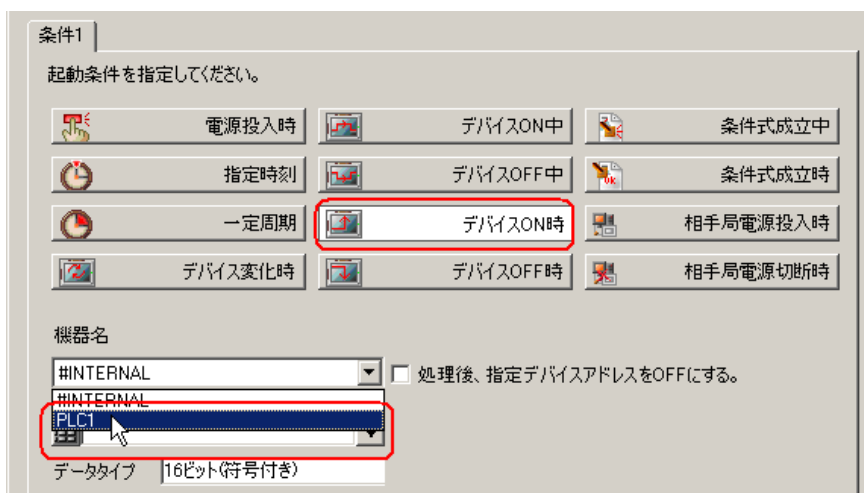 条件1
起動条件を指定してください。
電源投入時 デバイスON中 条件式成立中
指定時刻 デバイスOFF中 条件式成立時
一定周期 デバイスON時 相手局電源投入時
デバイス変化時 デバイスOFF時 相手局電源切断時
機器名
#INTERNAL 処理後、指定デバイスアドレスをOFFにする。
#INTERNAL
PLC1
データタイプ 16ビット(符号付き)